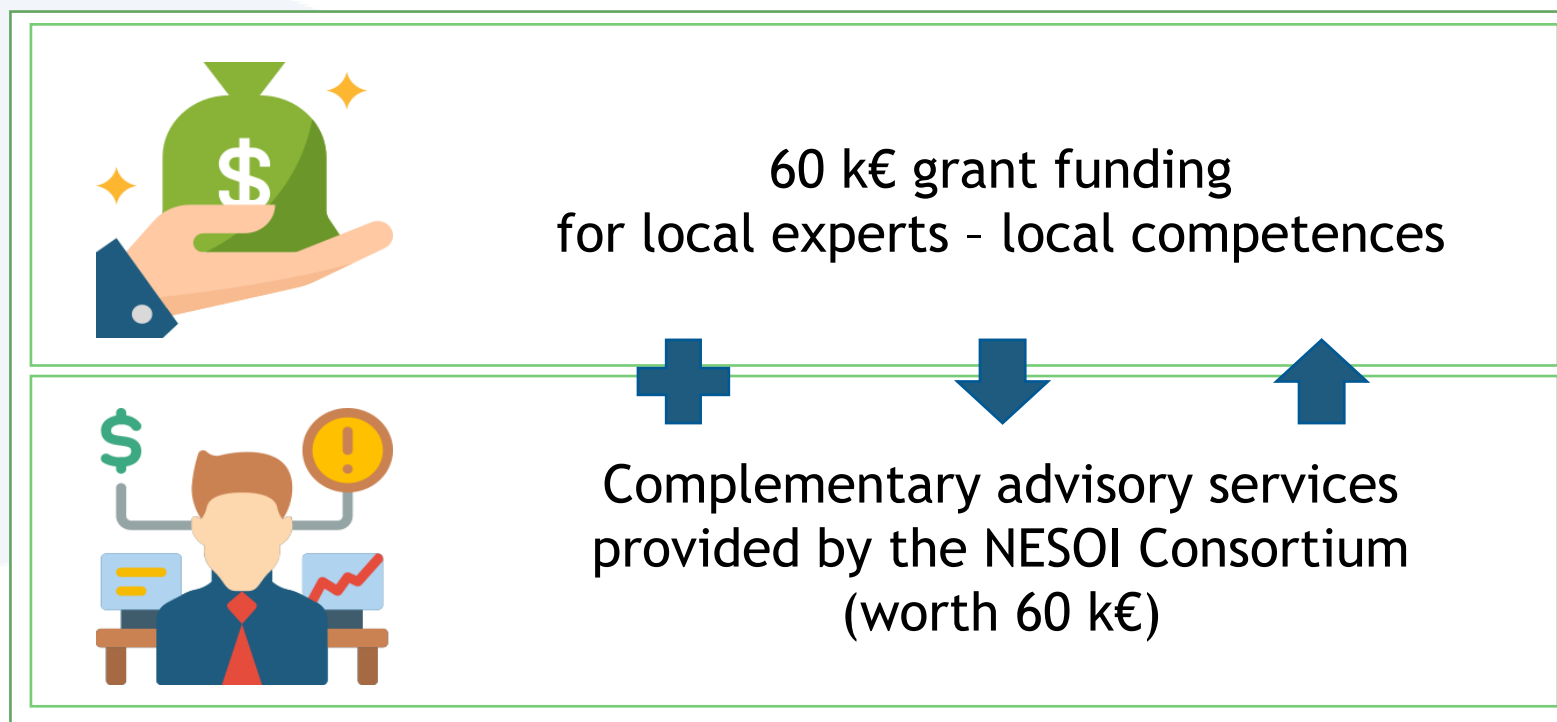 $
60 k€ grant funding
for local experts – local competences
$
!
Complementary advisory services
provided by the NESOI Consortium
(worth 60 k€)